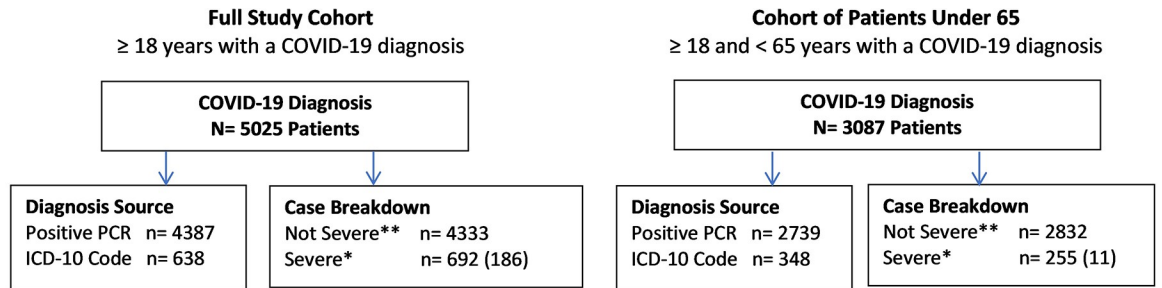 Full Study Cohort
≥ 18 years with a COVID-19 diagnosis
COVID-19 Diagnosis
N= 5025 Patients
Diagnosis Source
Positive PCR n= 4387
ICD-10 Code n= 638
Case Breakdown
Not Severe** n= 4333
Severe* n= 692 (186)
Cohort of Patients Under 65
≥ 18 and < 65 years with a COVID-19 diagnosis
COVID-19 Diagnosis
N= 3087 Patients
Diagnosis Source
Positive PCR n= 2739
ICD-10 Code n= 348
Case Breakdown
Not Severe** n= 2832
Severe* n= 255 (11)